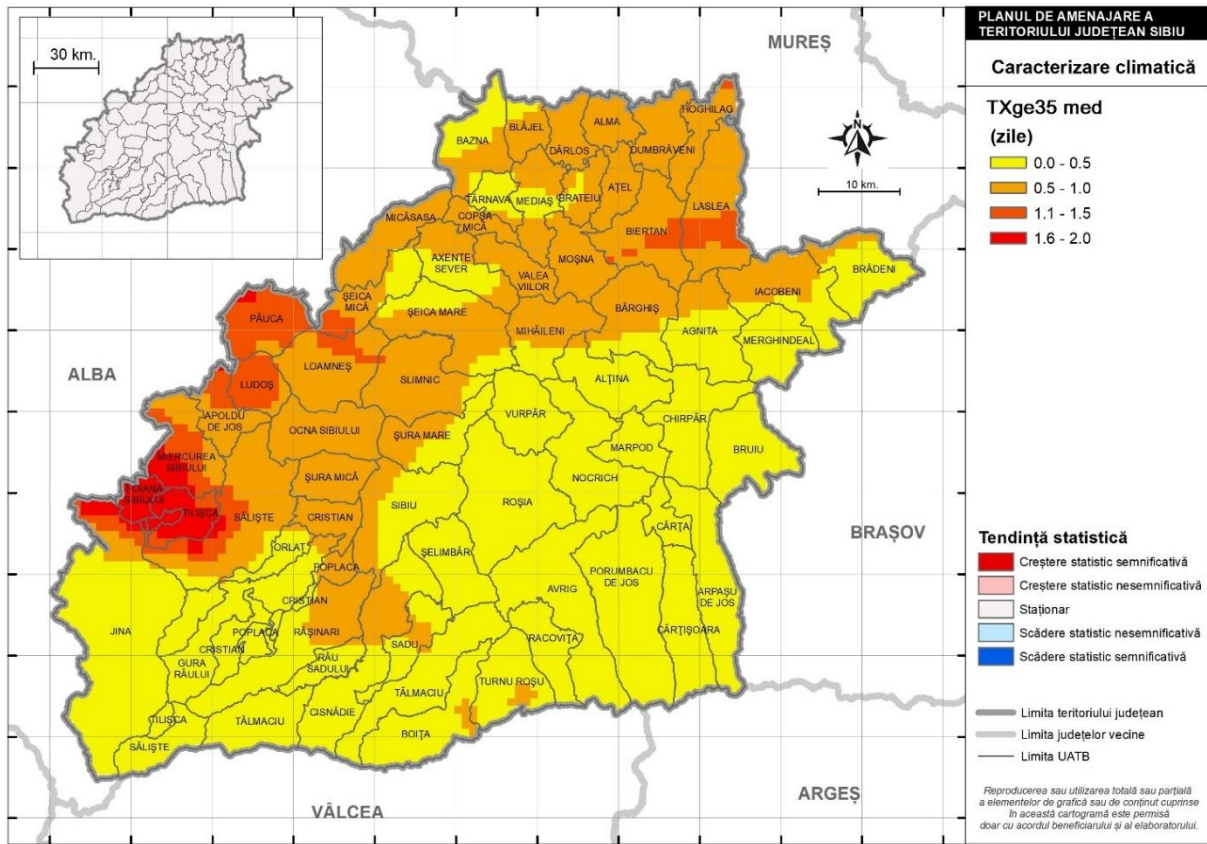 PLANUL DE AMENAJARE A
TERITORIULUI JUDEȚEAN SIBIU
Caracterizare climatică
TXge35 med
(zile)
0.0 - 0.5
0.5 - 1.0
1.1 - 1.5
1.6 - 2.0
30 km.
N
10 km.
MUREȘ
ALBA
BRAȘOV
ARGEȘ
VÂLCEA
HOGHILAG
BLĂJEL
ALMA
BAZNA
DÂRLOS
DUMBRĂVENI
TÂRNAVA
MEDIAȘ
BRATEIU
AȚEL
LASLEA
MICĂSASA
COPȘA
MICĂ
BIERTAN
AXENTE
SEVER
VALEA
VIILOR
MOȘNA
BRĂDENI
IACOBENI
ȘEICA
MICĂ
ȘEICA MARE
BÂRGHIȘ
PĂUCA
MIHĂILENI
AGNITA
MERGHINDEAL
LOAMNEȘ
SLIMNIC
ALȚINA
LUDOȘ
APOLDU
DE JOS
OCNA SIBIULUI
ȘURA MARE
VURPĂR
CHIRPĂR
MARPOD
BRUIU
MIERCUREA
SIBIULUI
ȘURA MICĂ
NOCRICH
POIANA
SIBIULUI
TILIȘCA
SĂLIȘTE
CRISTIAN
SIBIU
ROȘIA
CÂRȚA
ORLAT
ȘELIMBĂR
POPLACA
PORUMBACU
DE JOS
AVRIG
ARPAȘU
DE JOS
CRISTIAN
JINA
POPLACA
RĂȘINARI
CRISTIAN
SADU
RACOVIȚA
CÂRȚIȘOARA
GURA
RÂULUI
RÂU
SADULUI
TURNU ROȘU
TĂLMACIU
TILIȘCA
TĂLMACIU
CISNĂDIE
BOIȚA
SĂLIȘTE
Tendință statistică
Creștere statistic semnificativă
Creștere statistic nesemnificativă
Staționar
Scădere statistic nesemnificativă
Scădere statistic semnificativă
Limita teritoriului județean
Limita județelor vecine
Limita UATB
Reproducerea sau utilizarea totală sau parțială
a elementelor de grafică sau de conținut cuprinse
în această cartogramă este permisă
doar cu acordul beneficiarului și al elaboratorului.